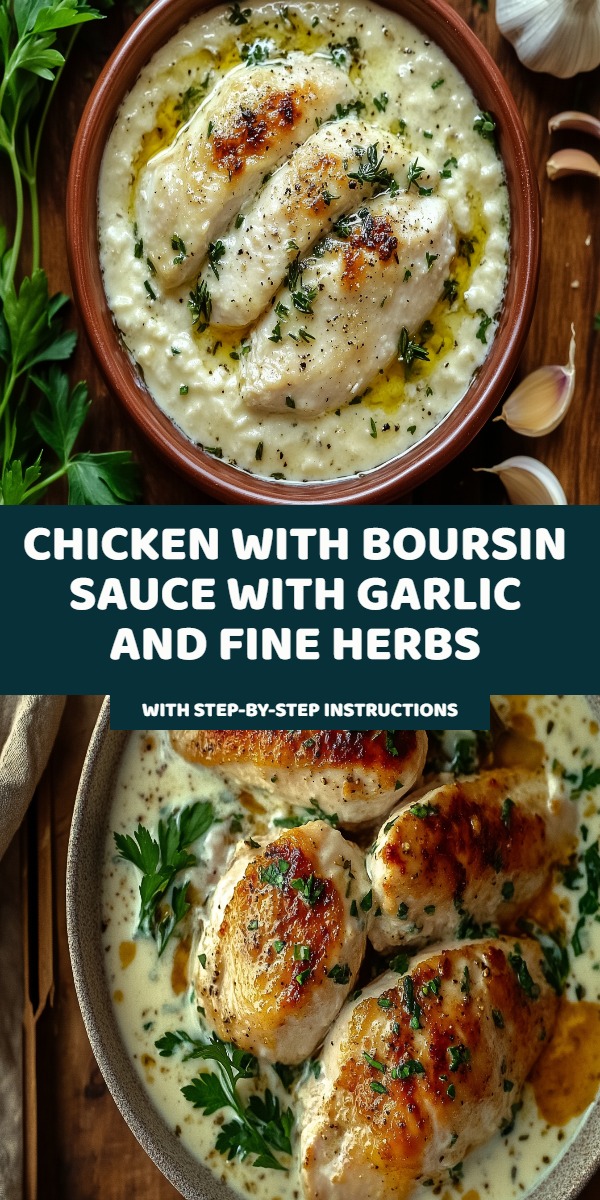 CHICKEN WITH BOURSIN
SAUCE WITH GARLIC
AND FINE HERBS
WITH STEP-BY-STEP INSTRUCTIONS